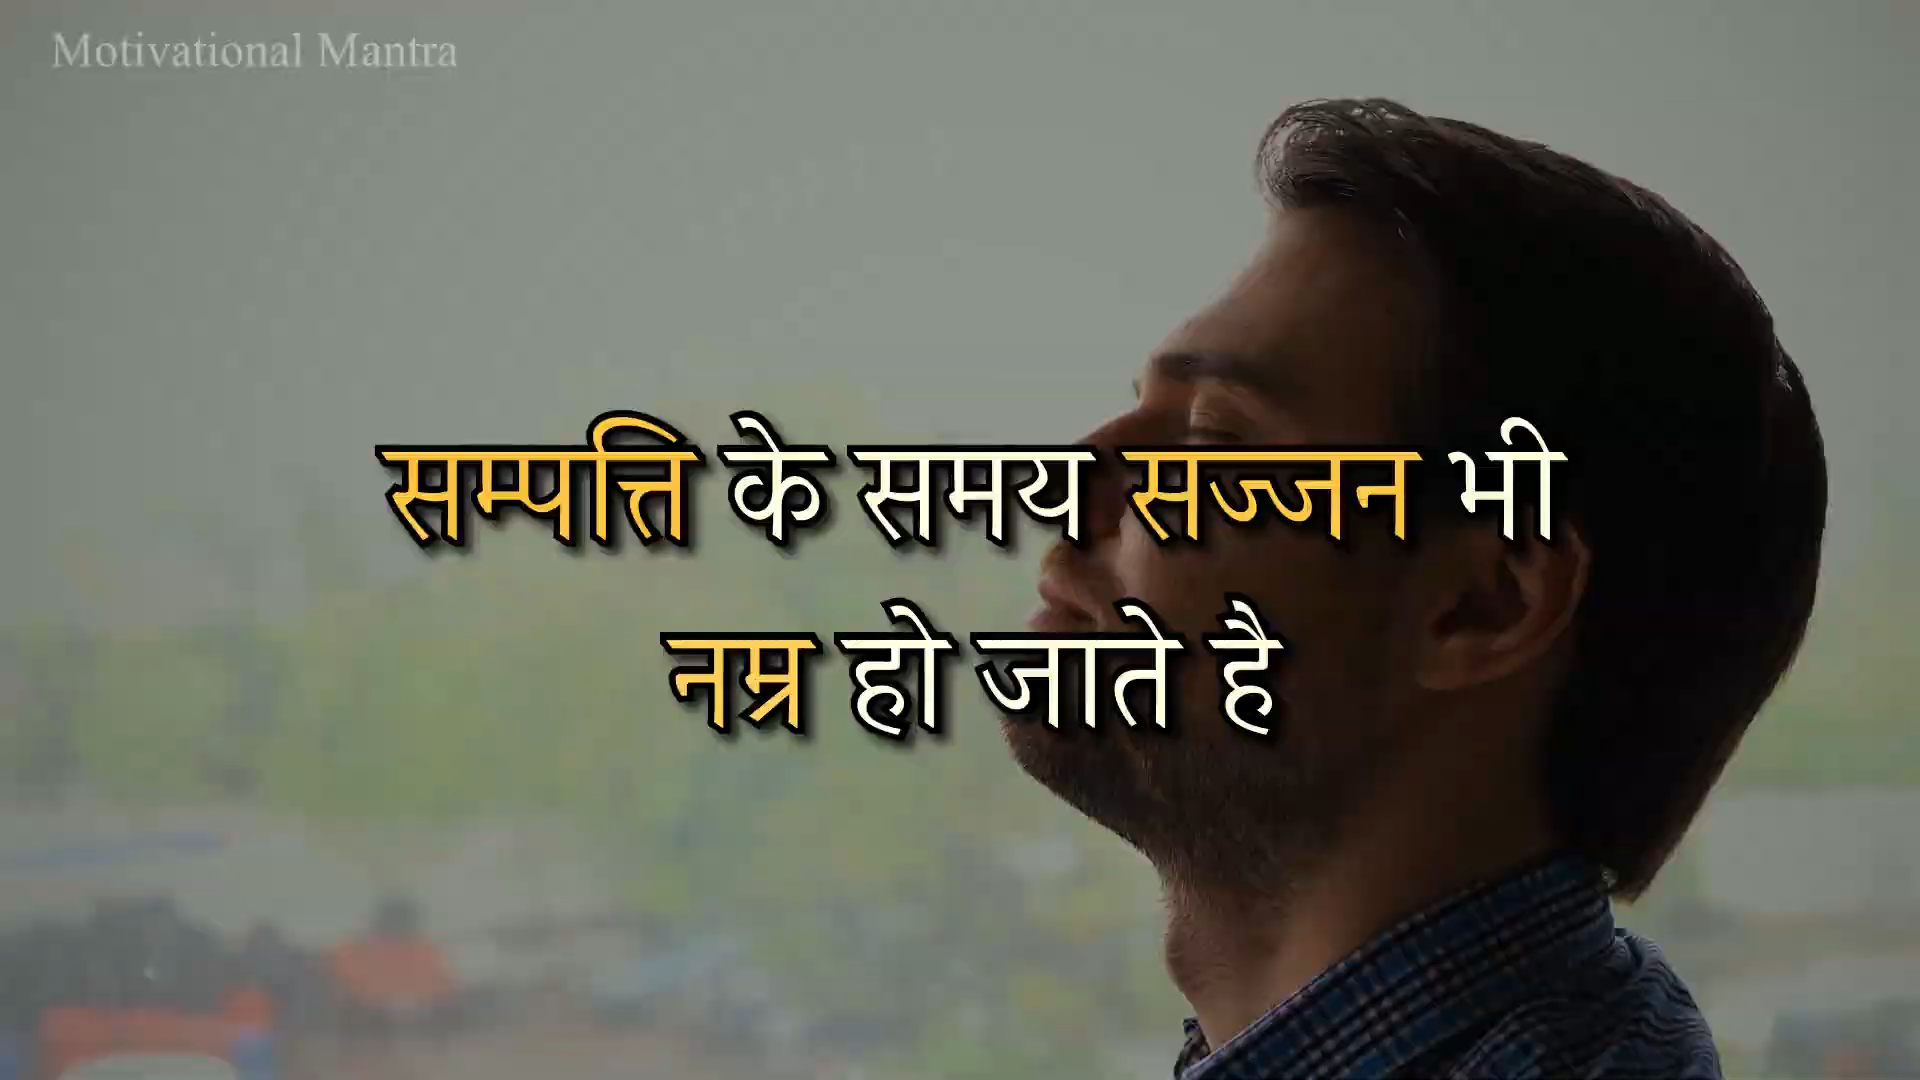 Motivational Mantra
सम्पत्ति के समय सज्जन भी
नम्र हो जाते है